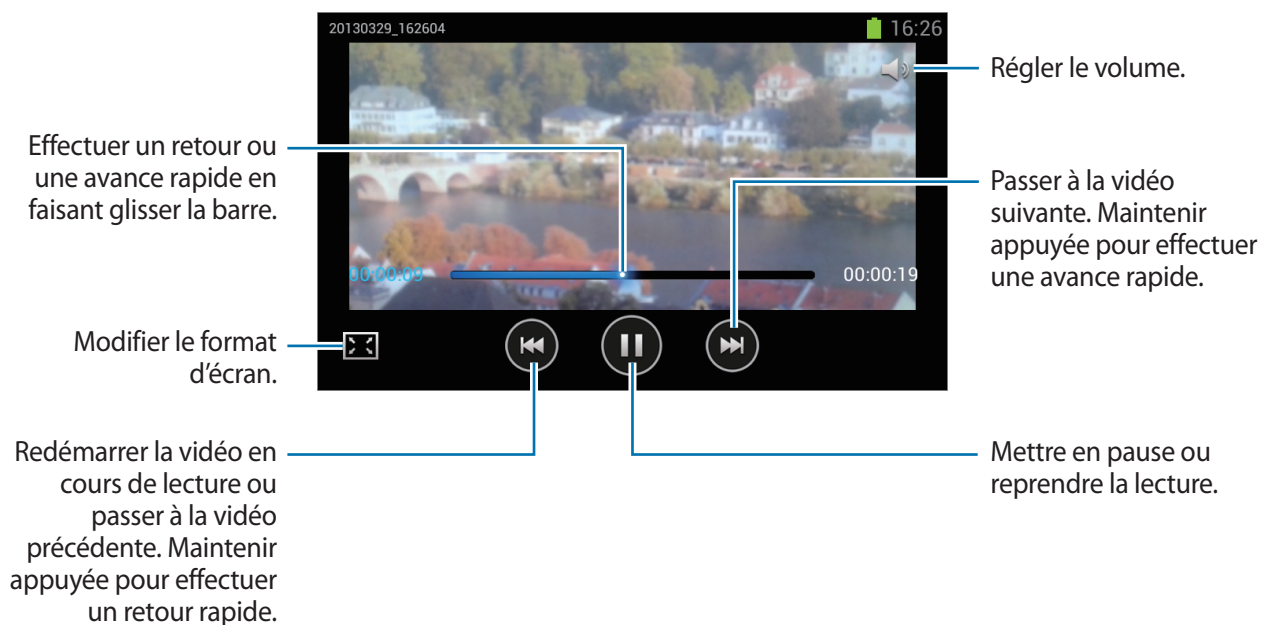 20130329_162604
16:26
Régler le volume.
Effectuer un retour ou
une avance rapide en
faisant glisser la barre.
Passer à la vidéo
suivante. Maintenir
appuyée pour effectuer
une avance rapide.
00:00:09
00:00:19
Modifier le format
d'écran.
Redémarrer la vidéo en
cours de lecture ou
passer à la vidéo
précédente. Maintenir
appuyée pour effectuer
un retour rapide.
Mettre en pause ou
reprendre la lecture.